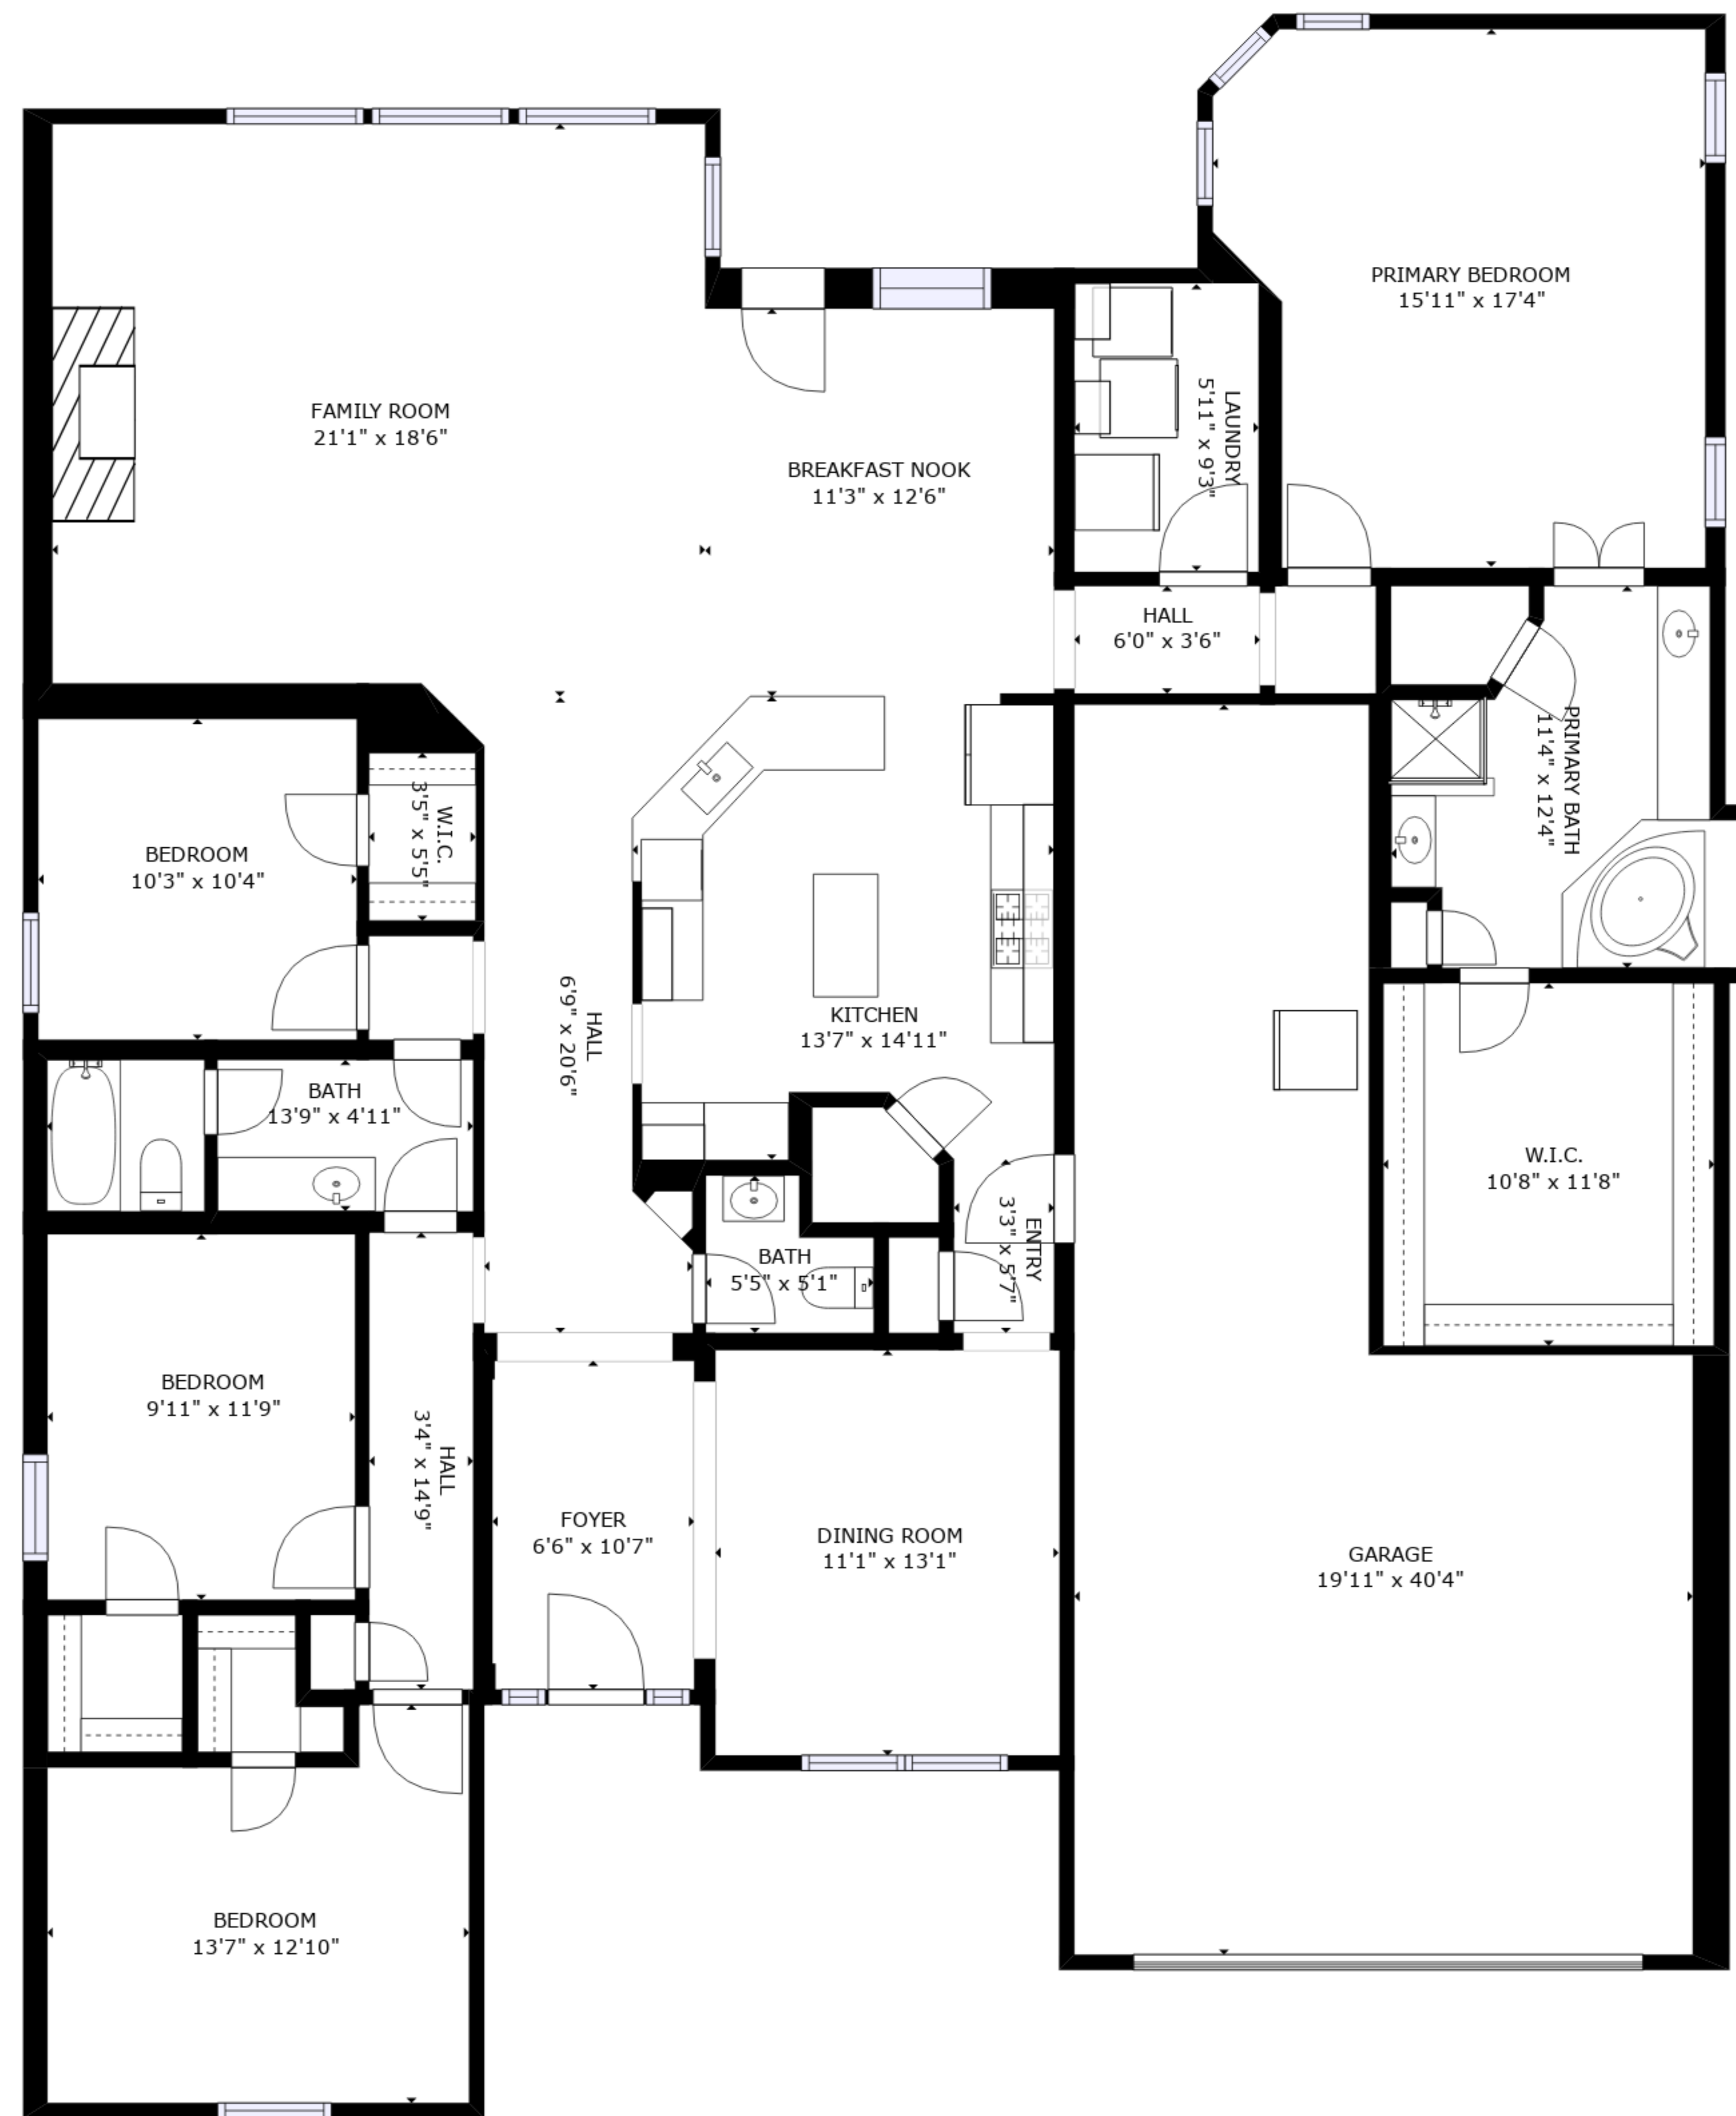 PRIMARY BEDROOM
15'11" x 17'4"
FAMILY ROOM
21'1" x 18'6"
BREAKFAST NOOK
11'3" x 12'6"
LAUNDRY
5'11" x 9'3"
HALL
6'0" x 3'6"
PRIMARY BATH
11'4" x 12'4"
BEDROOM
10'3" x 10'4"
W.I.C.
3'5" x 5'5"
HALL
6'9" x 20'6"
KITCHEN
13'7" x 14'11"
BATH
13'9" x 4'11"
W.I.C.
10'8" x 11'8"
BATH
5'5" x 5'1"
ENTRY
3'3" x 5'7"
BEDROOM
9'11" x 11'9"
HALL
3'4" x 14'9"
FOYER
6'6" x 10'7"
DINING ROOM
11'1" x 13'1"
GARAGE
19'11" x 40'4"
BEDROOM
13'7" x 12'10"